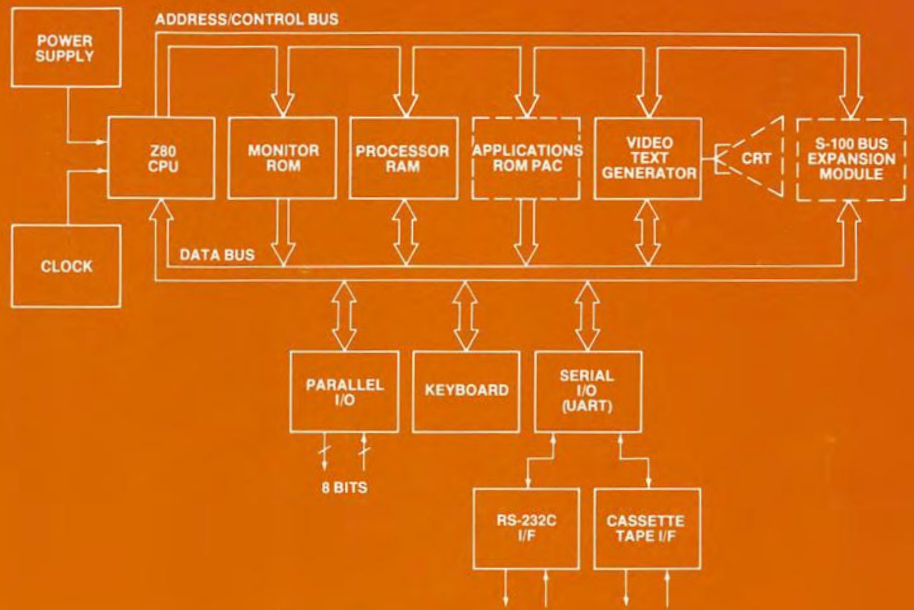 ADDRESS/CONTROL BUS
POWER
SUPPLY
Z80
CPU
MONITOR
ROM
PROCESSOR
RAM
APPLICATIONS
ROM PAC
VIDEO
TEXT
GENERATOR
CRT
S-100 BUS
EXPANSION
MODULE
CLOCK
DATA BUS
PARALLEL
I/O
KEYBOARD
SERIAL
I/O
(UART)
8 BITS
RS-232C
I/F
CASSETTE
TAPE I/F